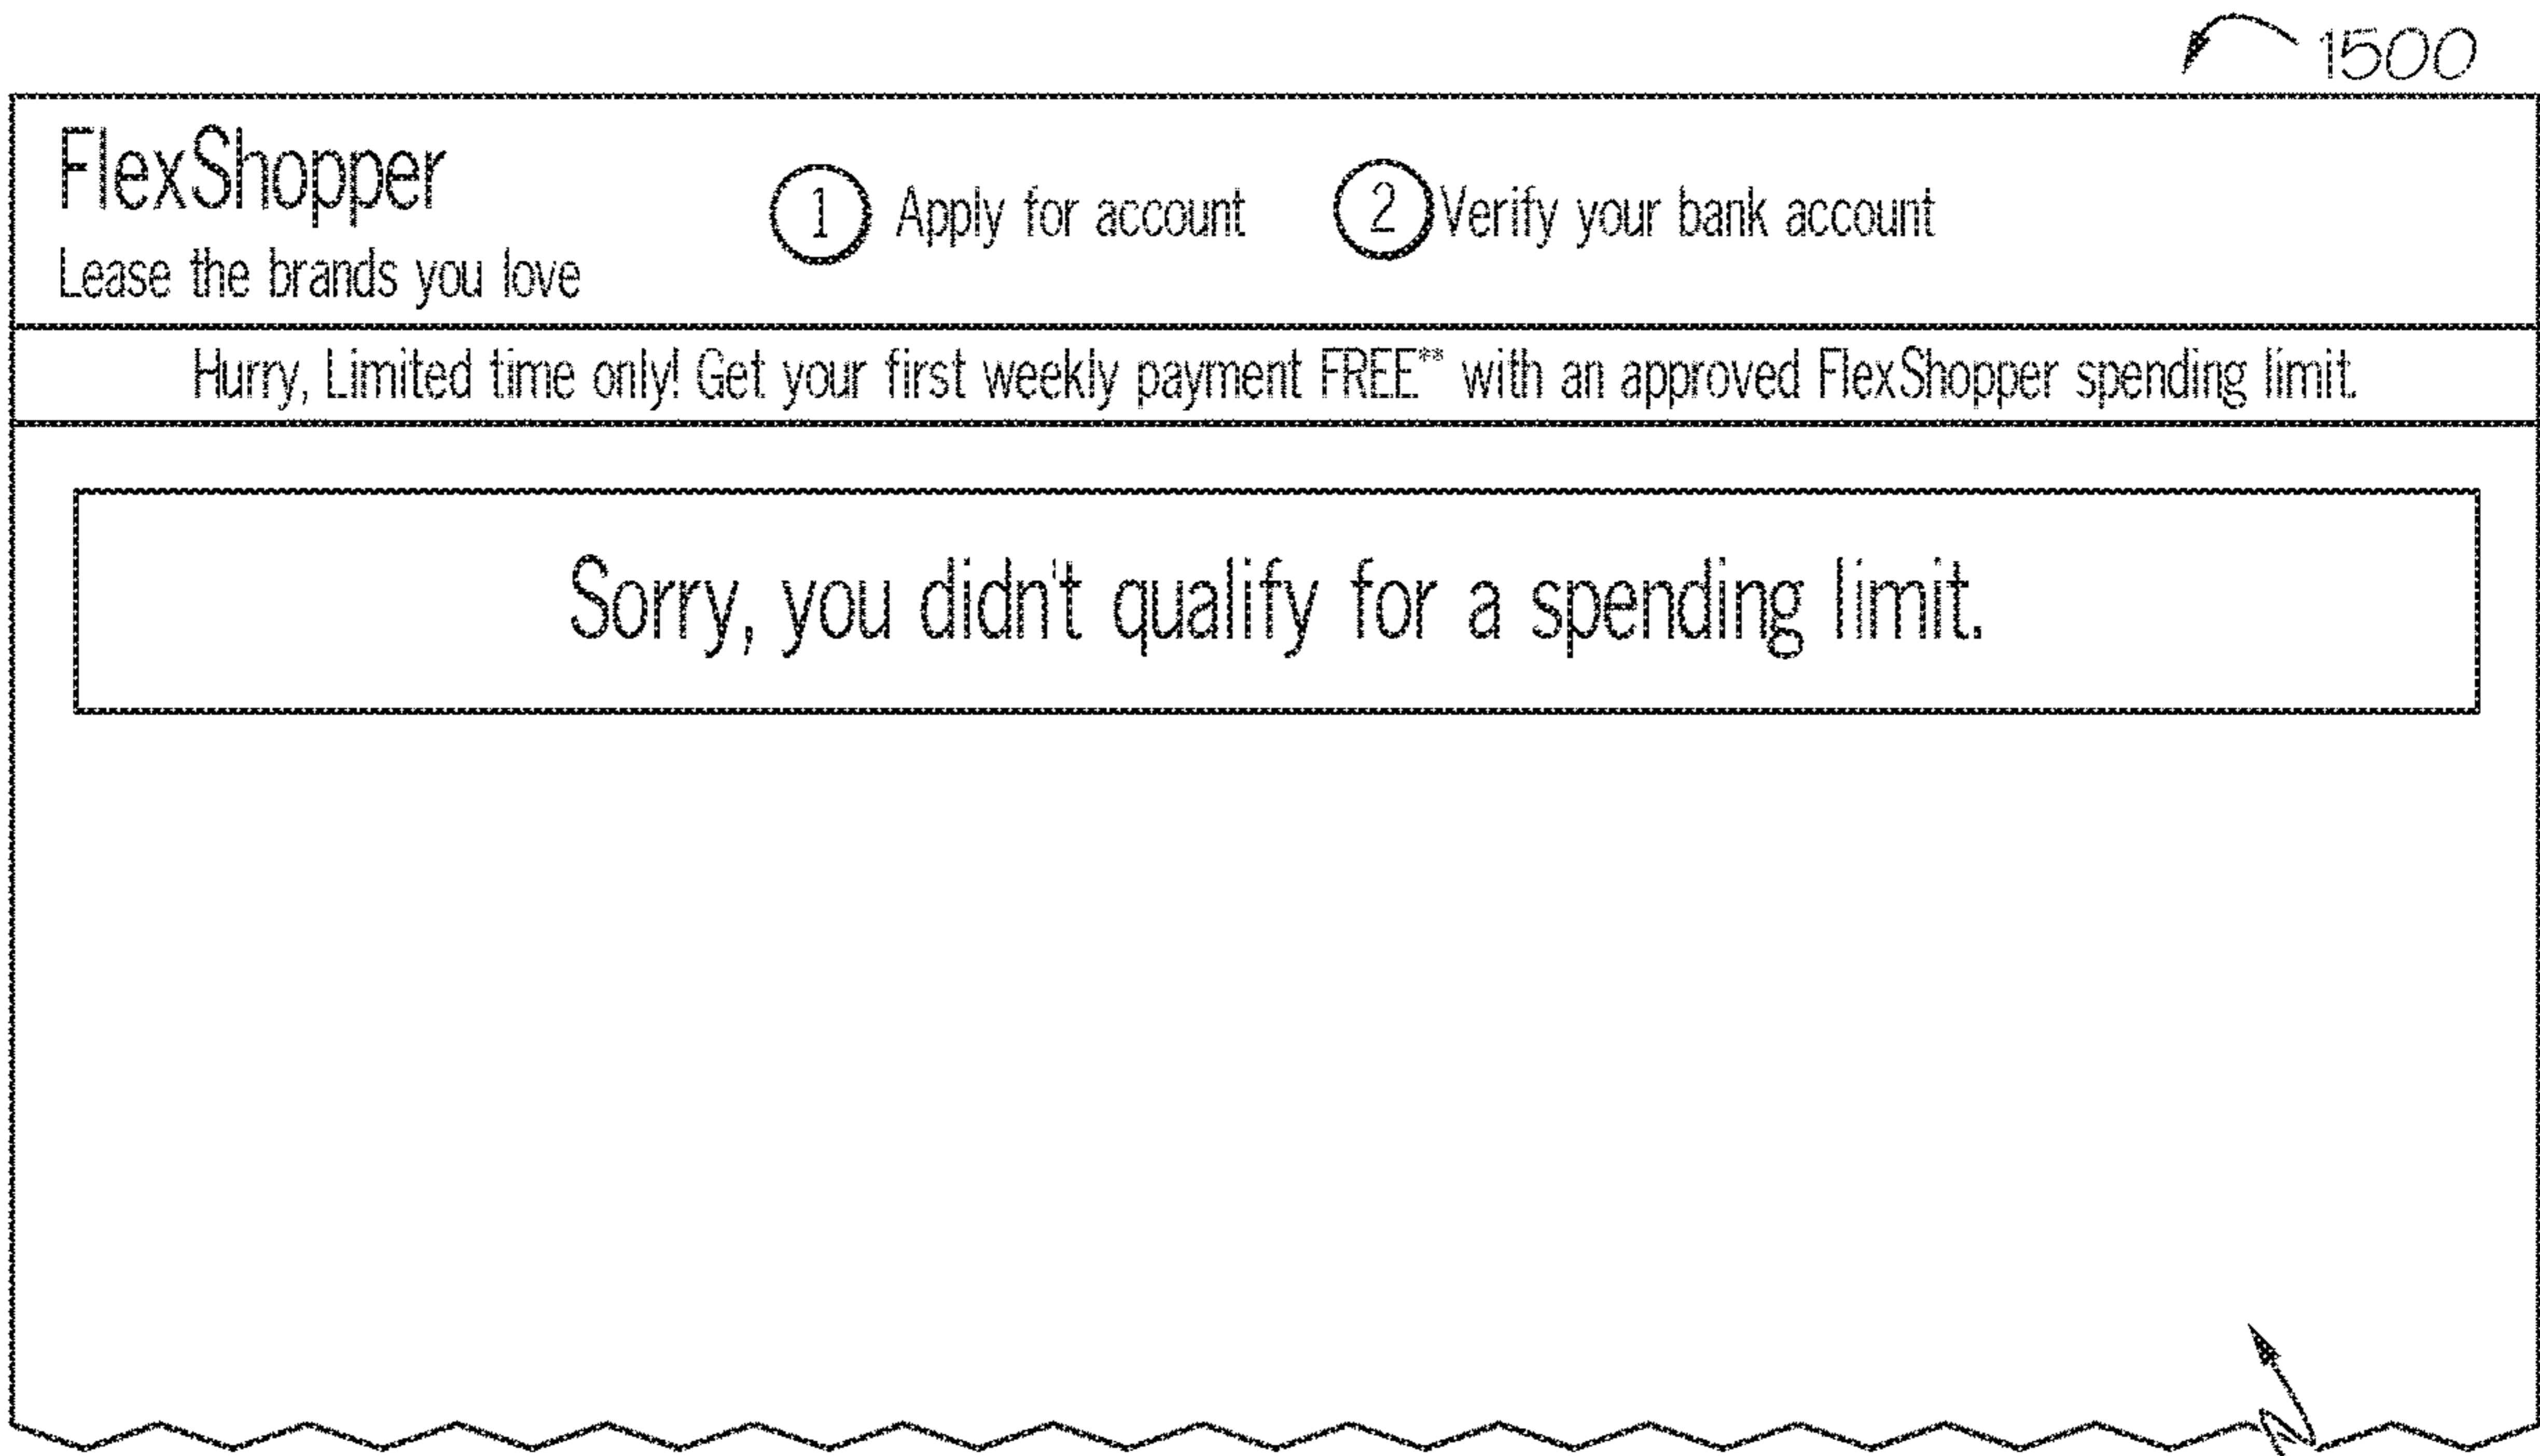 1500
FlexShopper
Lease the brands you love
1 Apply for account 2 Verify your bank account
Hurry, Limited time only! Get your first weekly payment FREE** with an approved FlexShopper spending limit.
Sorry, you didn't qualify for a spending limit.